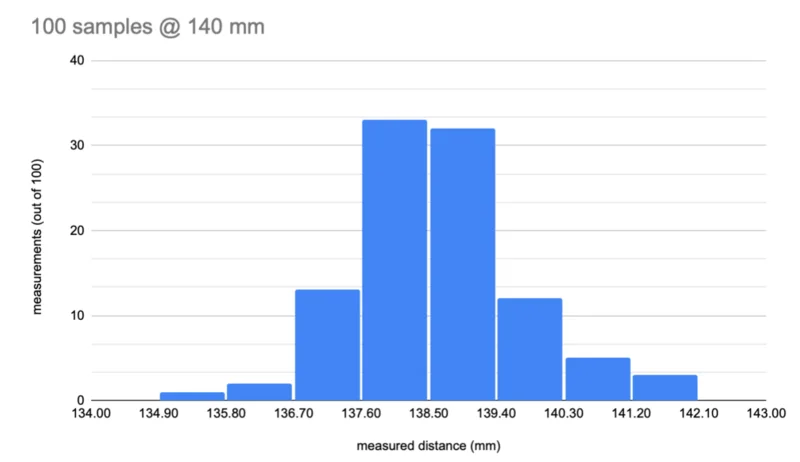 100 samples @ 140 mm
40
30
20
10
0
measurements (out of 100)
134.00 134.90 135.80 136.70 137.60 138.50 139.40 140.30 141.20 142.10 143.00
measured distance (mm)